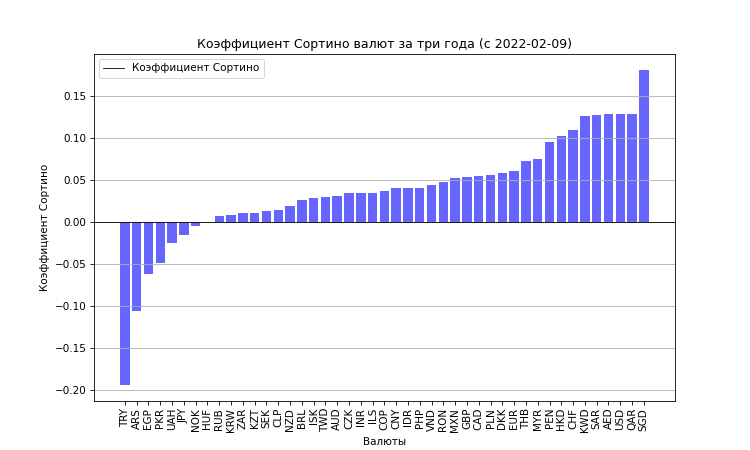 Коэффициент Сортино валют за три года (с 2022-02-09)
Коэффициент Сортино
Коэффициент Сортино
0.15
0.10
0.05
0.00
−0.05
−0.10
−0.15
−0.20
TRY ARS EGP PKR UAH JPY NOK HUF RUB KRW ZAR KZT SEK CLP NZD BRL ISK TWD AUD CZK INR ILS COP CNY IDR PHP VND RON MXN GBP CAD PLN DKK EUR THB MYR PEN HKD CHF KWD SAR AED USD QAR SGD
Валюты